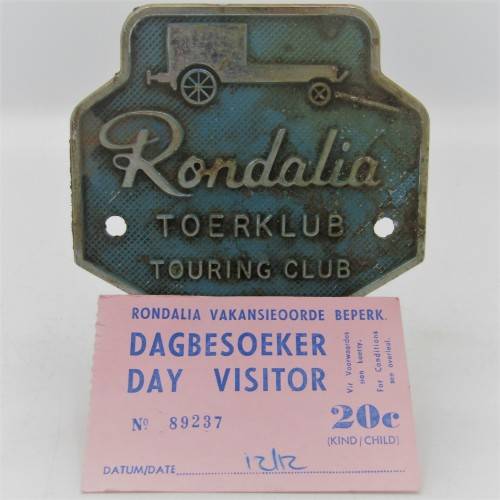 Rondalia
TOERKLUB
TOURING CLUB
RONDALIA VAKANSIEOORDE BEPERK.
DAGBESOEKER
DAY VISITOR
Vir Voorwaardes
sien keersy.
For Conditions
see overleaf.
Nº 89237
20c
(KIND/CHILD)
DATUM/DATE 12/12